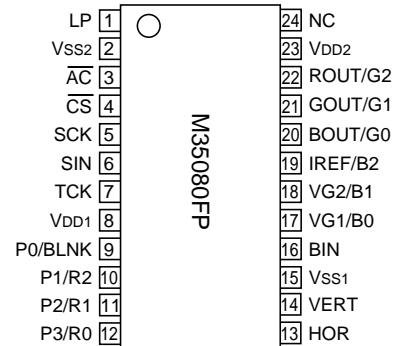 LP 1 24 NC
VSS2 2 23 VDD2
AC 3 22 ROUT/G2
CS 4 21 GOUT/G1
SCK 5 20 BOUT/G0
SIN 6 19 IREF/B2
TCK 7 18 VG2/B1
VDD1 8 17 VG1/B0
P0/BLNK 9 16 BIN
P1/R2 10 15 VSS1
P2/R1 11 14 VERT
P3/R0 12 13 HOR
M35080FP